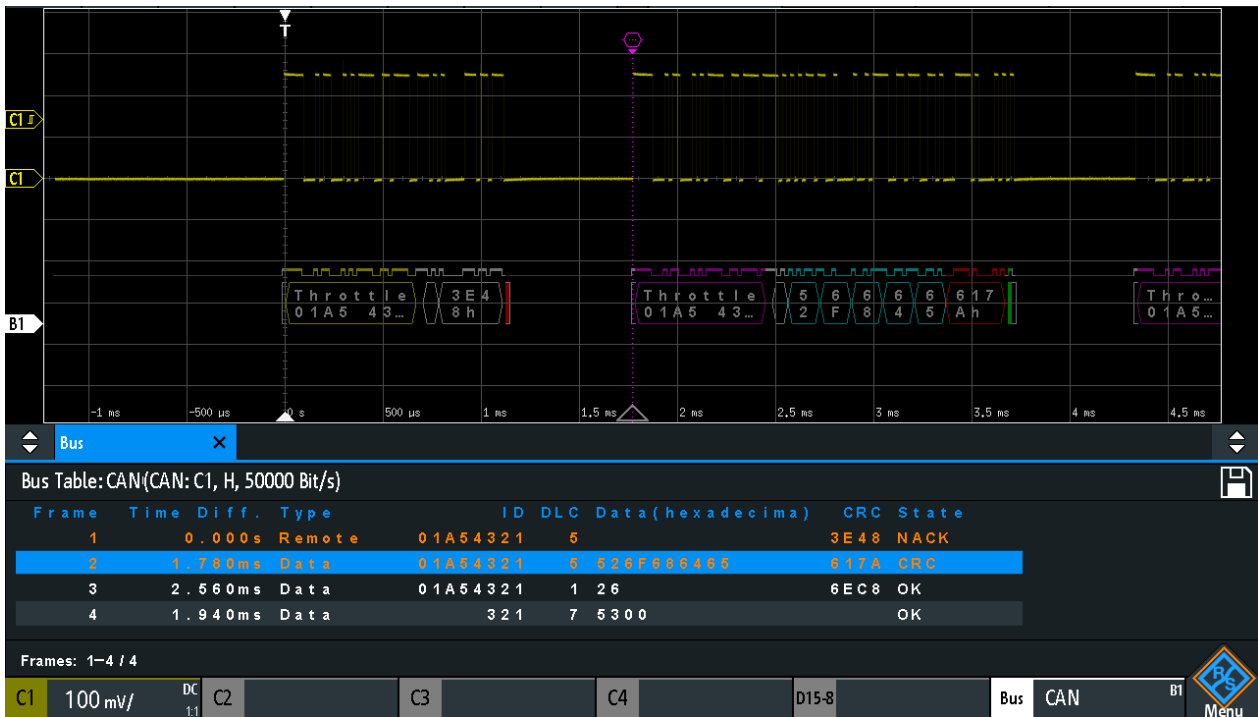 T
C1
C1
Throttle 3E4 Throttle 5 6 6 6 6 617 Thro…
01A5 43… 8h 01A5 43… 2 F 8 4 5 Ah 01A5…
B1
-1 ms -500 µs 0 s 500 µs 1 ms 1.5 ms 2 ms 2.5 ms 3 ms 3.5 ms 4 ms 4.5 ms
Bus ×
Bus Table: CAN (CAN: C1, H, 50000 Bit/s)
Frame Time Diff. Type ID DLC Data(hexadecima) CRC State
1 0.000s Remote 01A54321 5 3E48 NACK
2 1.780ms Data 01A54321 5 526F686465 617A CRC
3 2.560ms Data 01A54321 1 26 6EC8 OK
4 1.940ms Data 321 7 5300 OK
Frames: 1-4 / 4
C1 100 mV/ DC 1:1 C2 C3 C4 D15-8 Bus CAN B1 R&S Menu